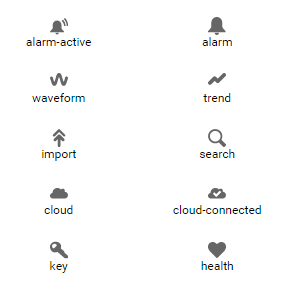 alarm-active
alarm
waveform
trend
import
search
cloud
cloud-connected
key
health